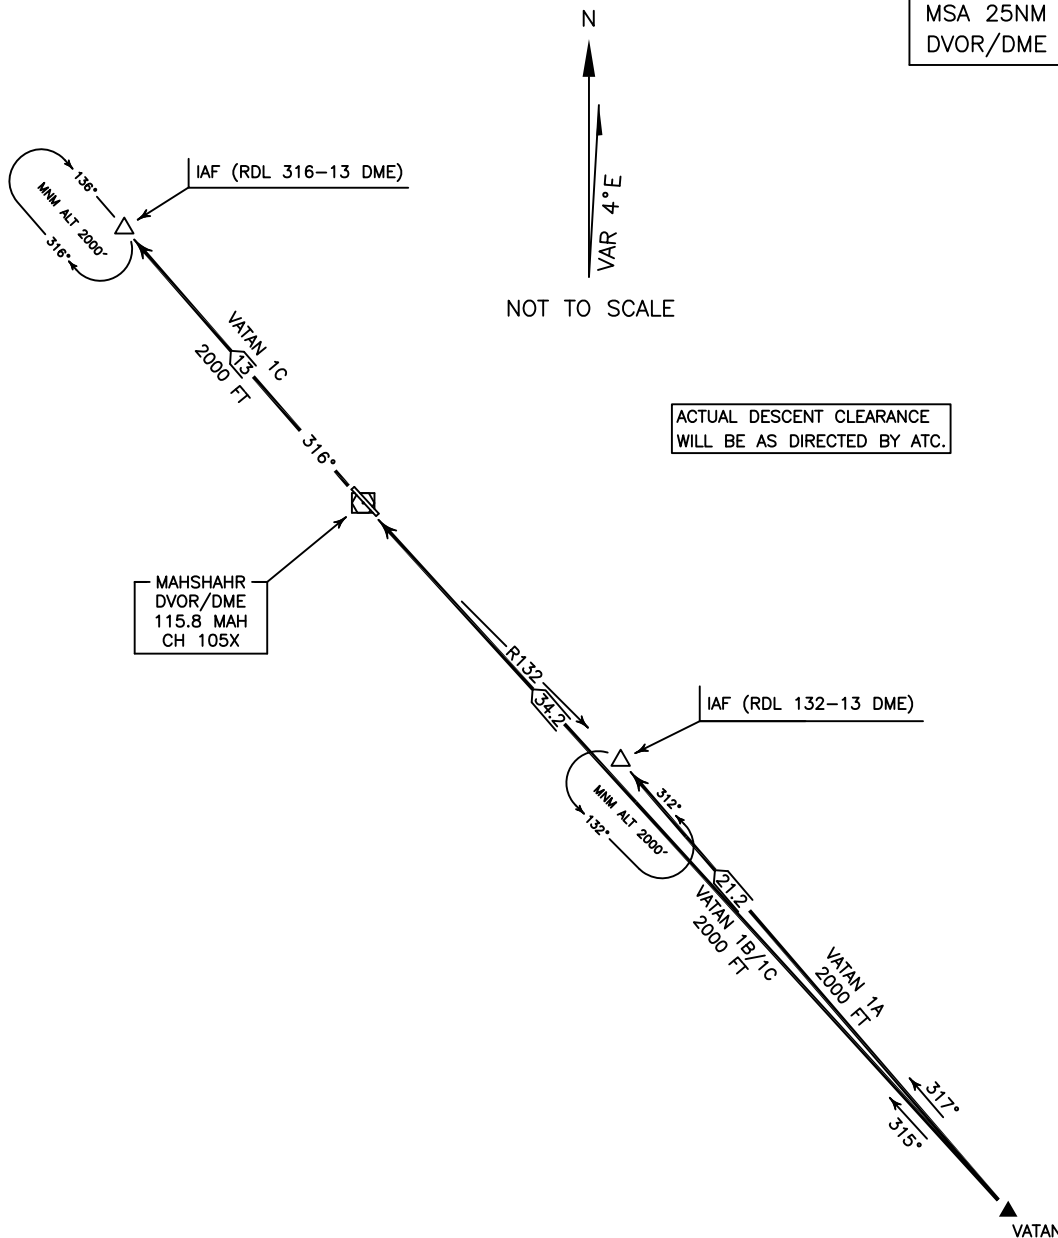 MSA 25NM
DVOR/DME
N
VAR 4°E
NOT TO SCALE
IAF (RDL 316-13 DME)
136°
MNM ALT 2000'
316°
VATAN 1C
13
2000 FT
316°
ACTUAL DESCENT CLEARANCE
WILL BE AS DIRECTED BY ATC.
MAHSHAHR
DVOR/DME
115.8 MAH
CH 105X
R132
34.2
IAF (RDL 132-13 DME)
312°
MNM ALT 2000'
132°
21.2
VATAN 1B/1C
2000 FT
VATAN 1A
2000 FT
317°
315°
VATAN